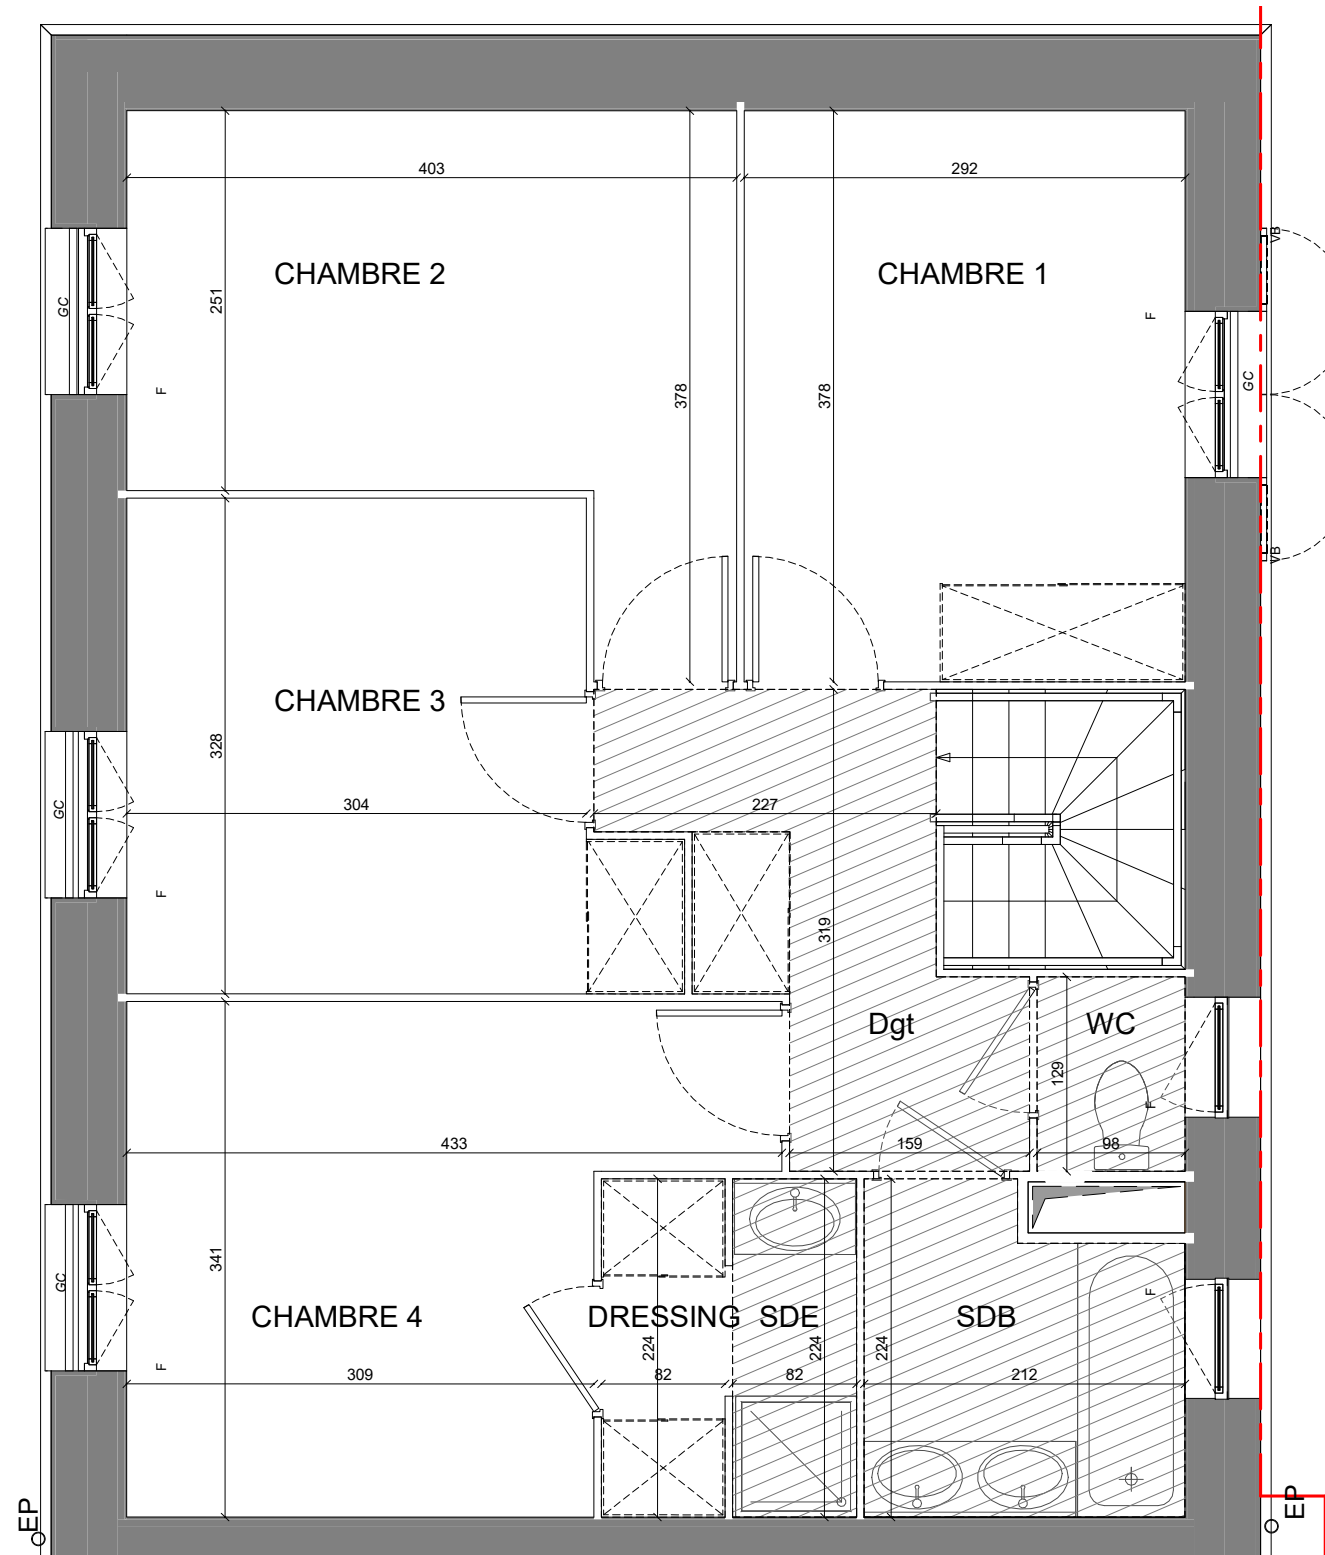 403
292
VB
CHAMBRE 2
CHAMBRE 1
251
GC
F
378
378
F
GC
VB
CHAMBRE 3
328
304
227
GC
F
319
Dgt
WC
129
F
433
159
98
341
GC
CHAMBRE 4
DRESSING
SDE
SDB
224
224
224
F
F
309
82
82
212
EP
EP